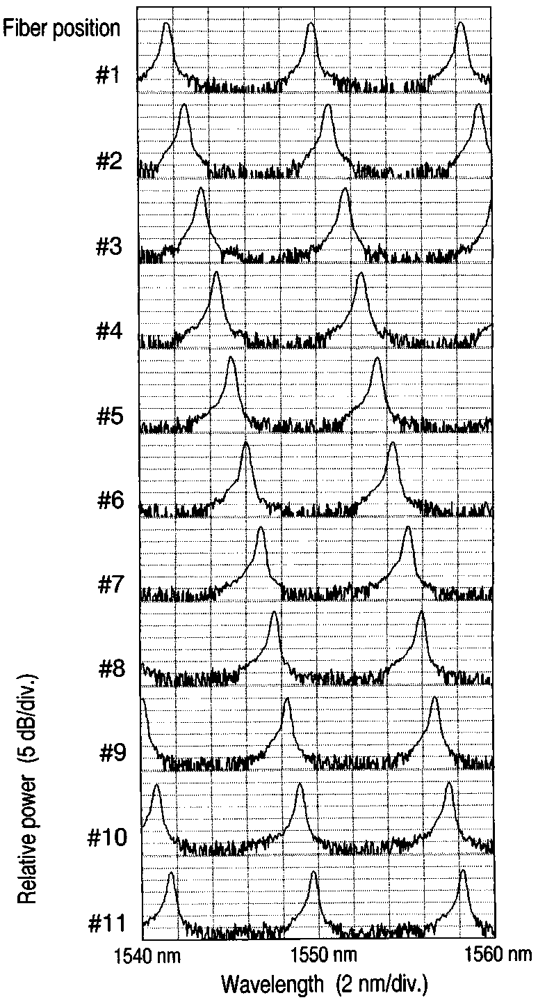 Fiber position
#1
#2
#3
#4
#5
#6
#7
#8
#9
#10
#11
Relative power (5 dB/div.)
1540 nm
1550 nm
1560 nm
Wavelength (2 nm/div.)